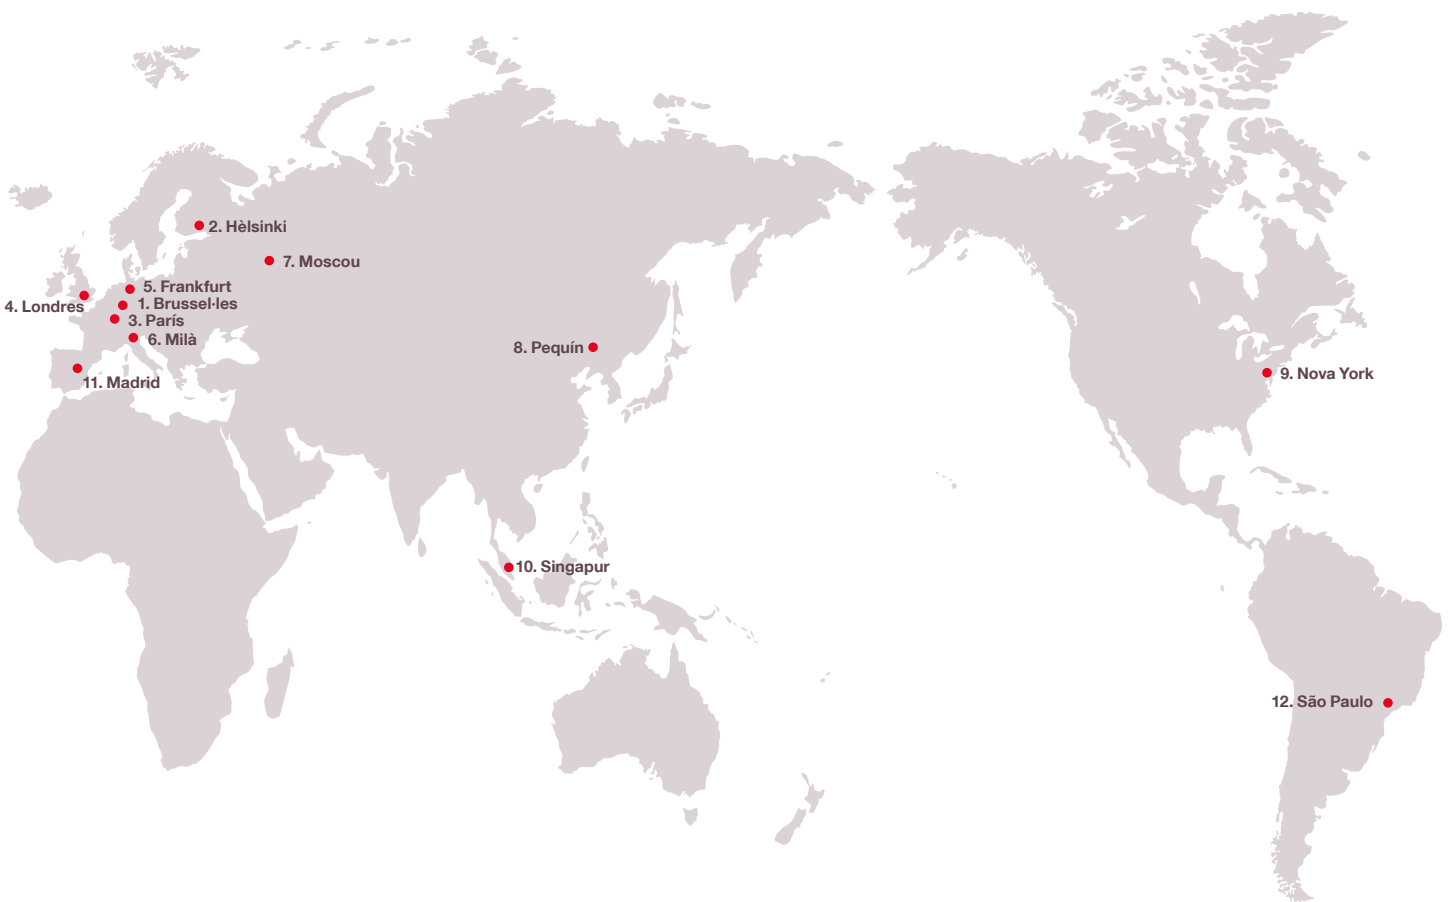 2. Hèlsinki
7. Moscou
5. Frankfurt
1. Brussel·les
4. Londres
3. París
6. Milà
8. Pequín
11. Madrid
9. Nova York
10. Singapur
12. São Paulo